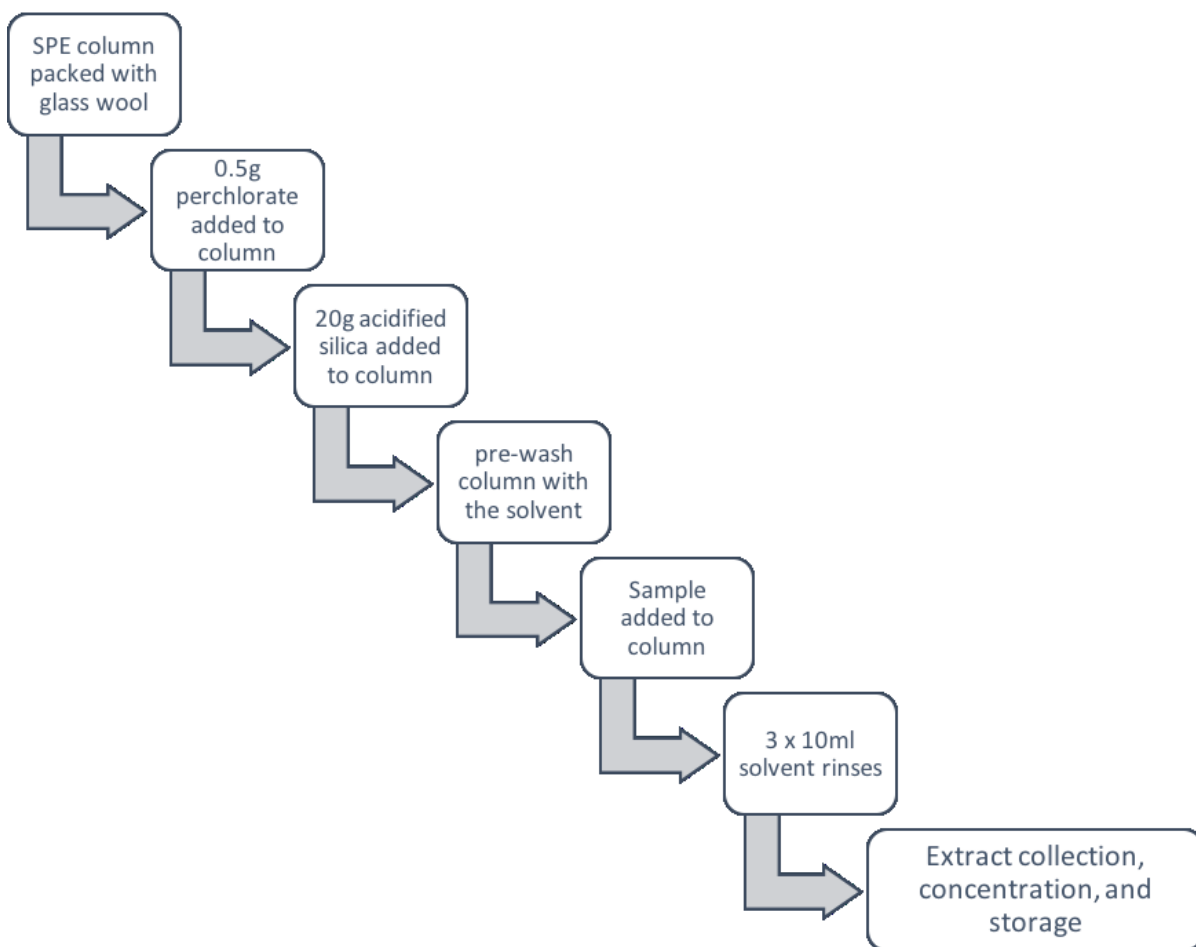 SPE column
packed with
glass wool
0.5g
perchlorate
added to
column
20g acidified
silica added
to column
pre-wash
column with
the solvent
Sample
added to
column
3 x 10ml
solvent rinses
Extract collection,
concentration, and
storage